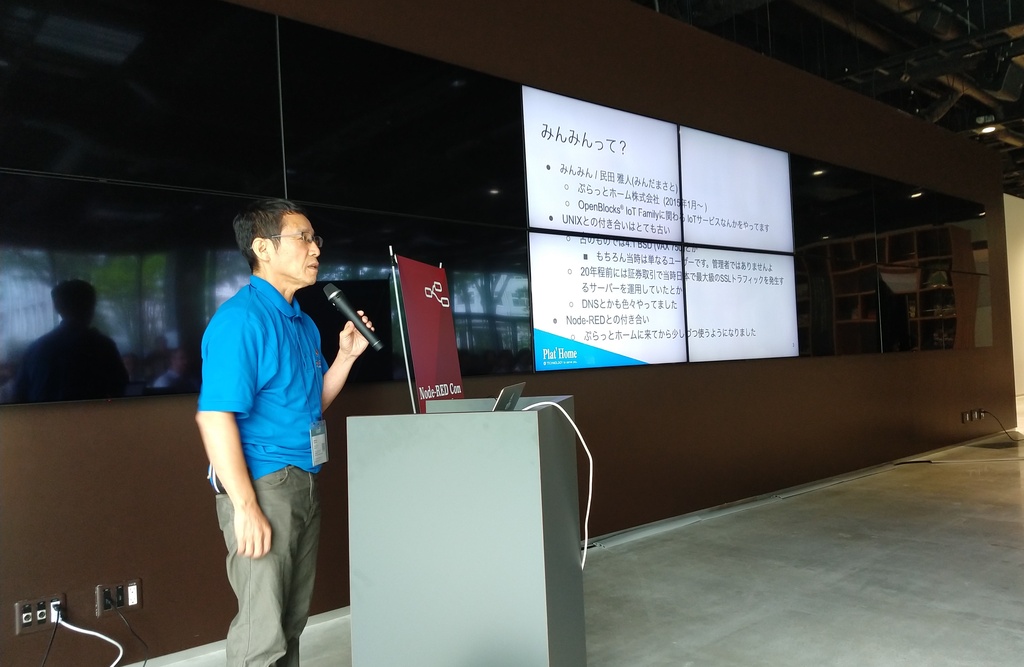 みんみんって？
● みんみん / 民田 雅人(みんだまさと)
○ ぷらっとホーム株式会社 (2015年1月～ )
○ OpenBlocks® IoT Familyに関わる IoTサービスなんかをやってます
● UNIXとの付き合いはとても古い
○ 古のものでは4.1 BSD (VAX
■ もちろん当時は単なるユーザーです。管理者ではありませんよ
○ 20年程前には証券取引で当時日本で最大級のSSLトラフィックを発生す
るサーバーを運用していたとか
○ DNSとかも色々やってました
● Node-REDとの付き合い
○ ぷらっとホームに来てから少しづつ使うようになりました
Plat'Home
Node-RED Con